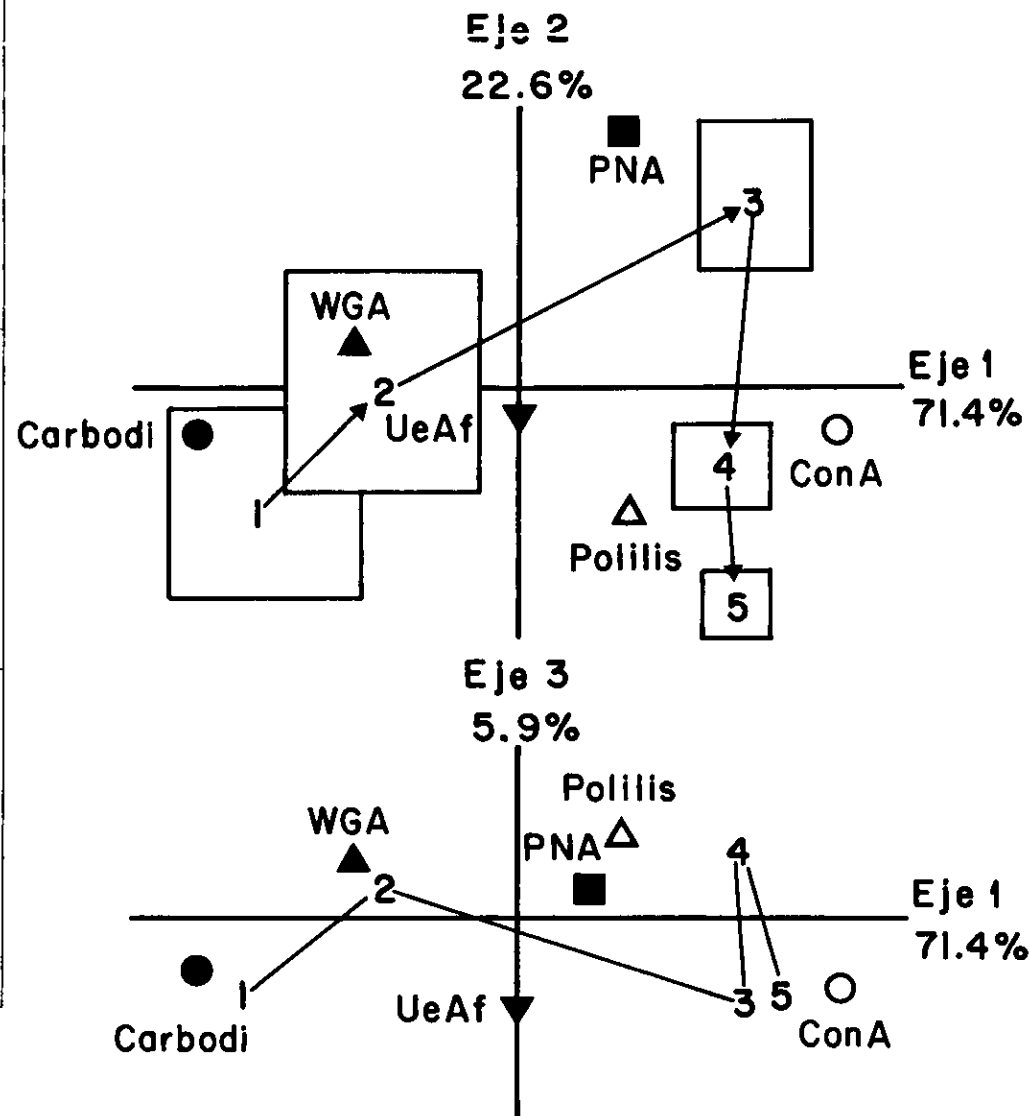 Eje 2
22.6%
PNA
3
WGA
2
Eje 1
71.4%
Carbodi
UeAf
ConA
4
1
Polilis
5
Eje 3
5.9%
Polilis
WGA
PNA
4
2
Eje 1
71.4%
1
3
5
UeAf
ConA
Carbodi